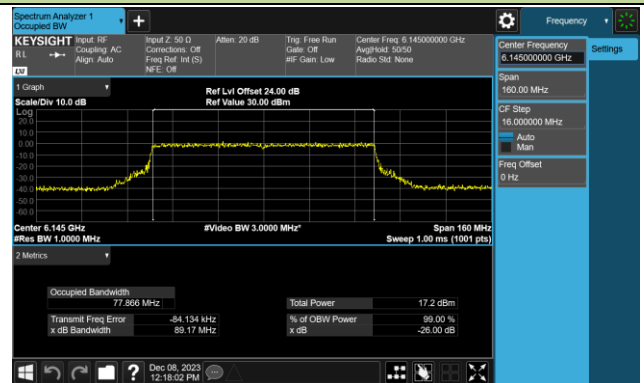 Spectrum Analyzer 1
Occupied BW
Frequency
KEYSIGHT
RL
Input: RF
Coupling: AC
Align: Auto
Input Z: 50 Ω
Corrections: Off
Freq Ref: Int (S)
NFE: Off
Atten: 20 dB
Trig: Free Run
Gate: Off
#IF Gain: Low
Center Freq: 6.145000000 GHz
Avg|Hold: 50/50
Radio Std: None
LXI
Center Frequency
6.145000000 GHz
Settings
Span
160.00 MHz
CF Step
16.000000 MHz
Auto
Man
Freq Offset
0 Hz
1 Graph
Scale/Div 10.0 dB
Ref Lvl Offset 24.00 dB
Ref Value 30.00 dBm
Log
20.0
10.0
0.00
-10.0
-20.0
-30.0
-40.0
-50.0
-60.0
Center 6.145 GHz
#Res BW 1.0000 MHz
#Video BW 3.0000 MHz*
Span 160 MHz
Sweep 1.00 ms (1001 pts)
2 Metrics
Occupied Bandwidth
77.866 MHz
Total Power 17.2 dBm
Transmit Freq Error -84.134 kHz
% of OBW Power 99.00 %
x dB Bandwidth 89.17 MHz
x dB -26.00 dB
?
Dec 08, 2023
12:18:02 PM